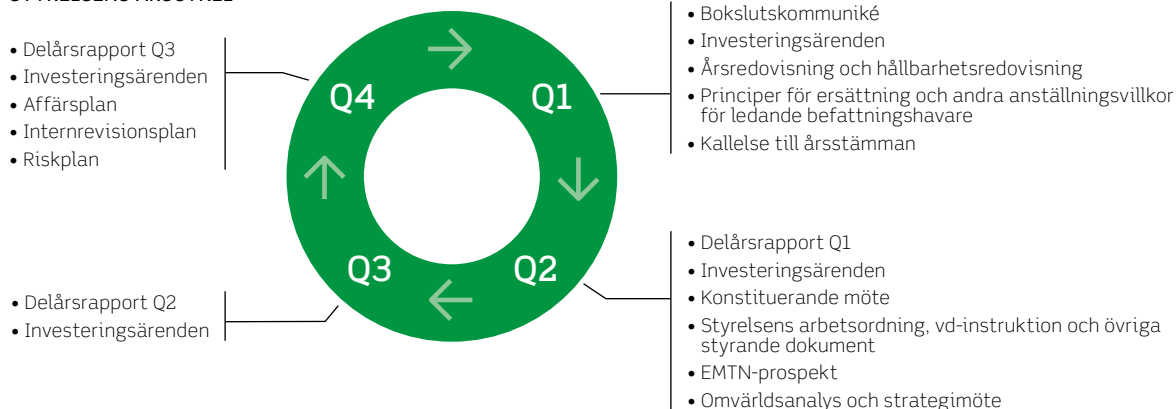 • Delårsrapport Q3
• Investeringsärenden
• Affärsplan
• Internrevisionsplan
• Riskplan
Q4
Q1
• Bokslutskommuniké
• Investeringsärenden
• Årsredovisning och hållbarhetsredovisning
• Principer för ersättning och andra anställningsvillkor
för ledande befattningshavare
• Kallelse till årsstämman
Q3
Q2
• Delårsrapport Q2
• Investeringsärenden
• Delårsrapport Q1
• Investeringsärenden
• Konstituerande möte
• Styrelsens arbetsordning, vd-instruktion och övriga
styrande dokument
• EMTN-prospekt
• Omvärldsanalys och strategimöte